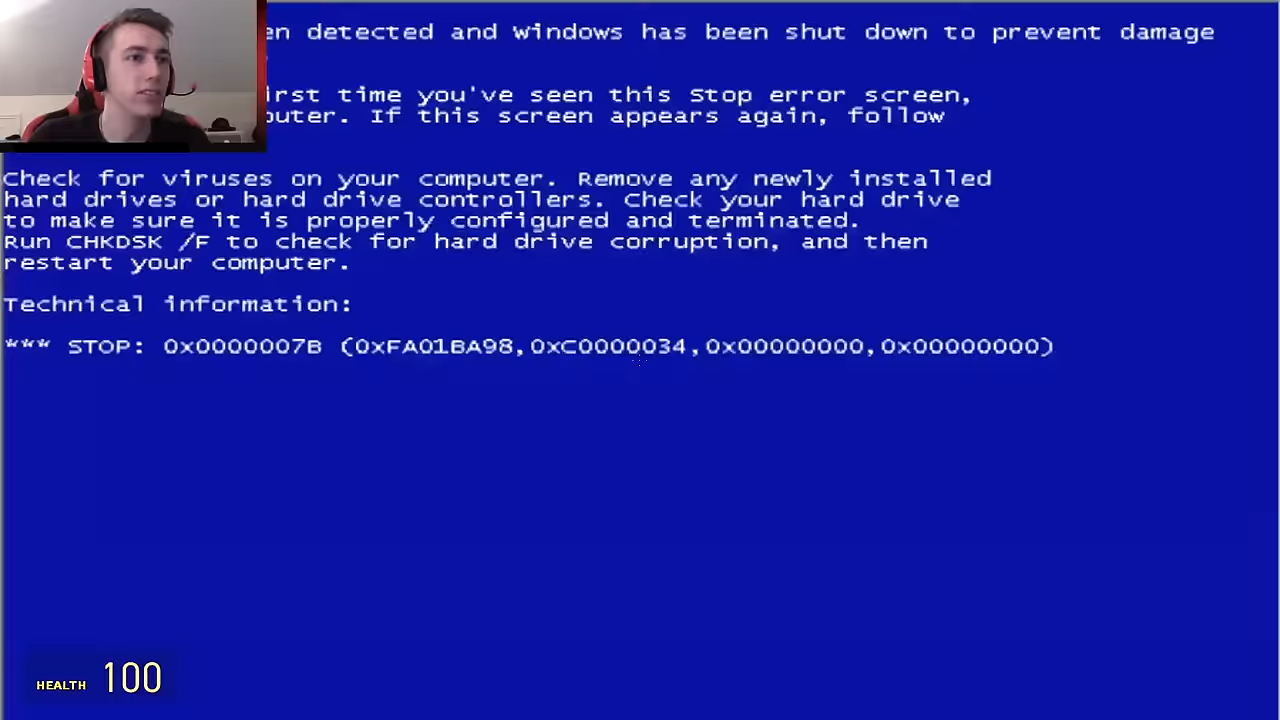 en detected and Windows has been shut down to prevent damage
irst time you've seen this Stop error screen,
outer. If this screen appears again, follow
Check for viruses on your computer. Remove any newly installed
hard drives or hard drive controllers. Check your hard drive
to make sure it is properly configured and terminated.
Run CHKDSK /F to check for hard drive corruption, and then
restart your computer.
Technical information:
*** STOP: 0x0000007B (0xFA01BA98,0xC0000034,0x00000000,0x00000000)
HEALTH 100